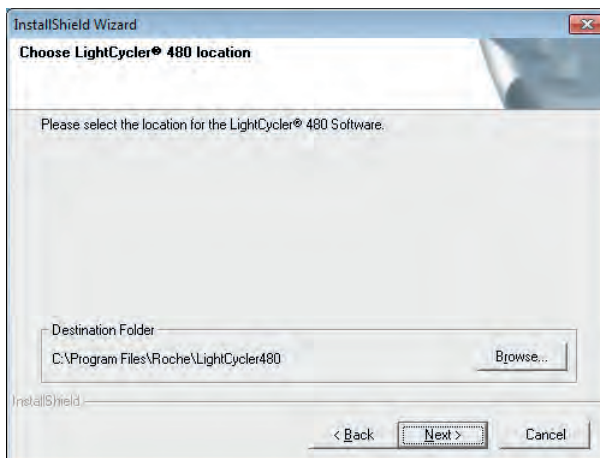 InstallShield Wizard
Choose LightCycler® 480 location
Please select the location for the LightCycler® 480 Software.
Destination Folder
C:\Program Files\Roche\LightCycler480
Browse...
InstallShield
< Back
Next >
Cancel